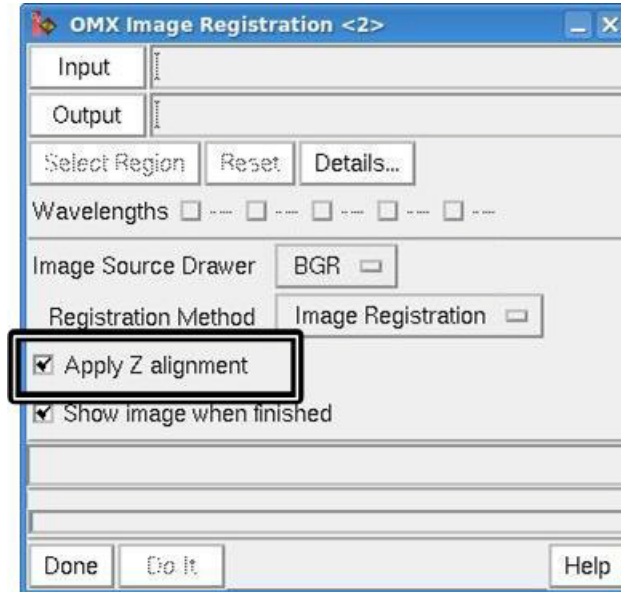 OMX Image Registration <2>
Input
Output
Select Region Reset Details...
Wavelengths --- --- --- --- ---
Image Source Drawer BGR
Registration Method Image Registration
Apply Z alignment
Show image when finished
Done Do It Help